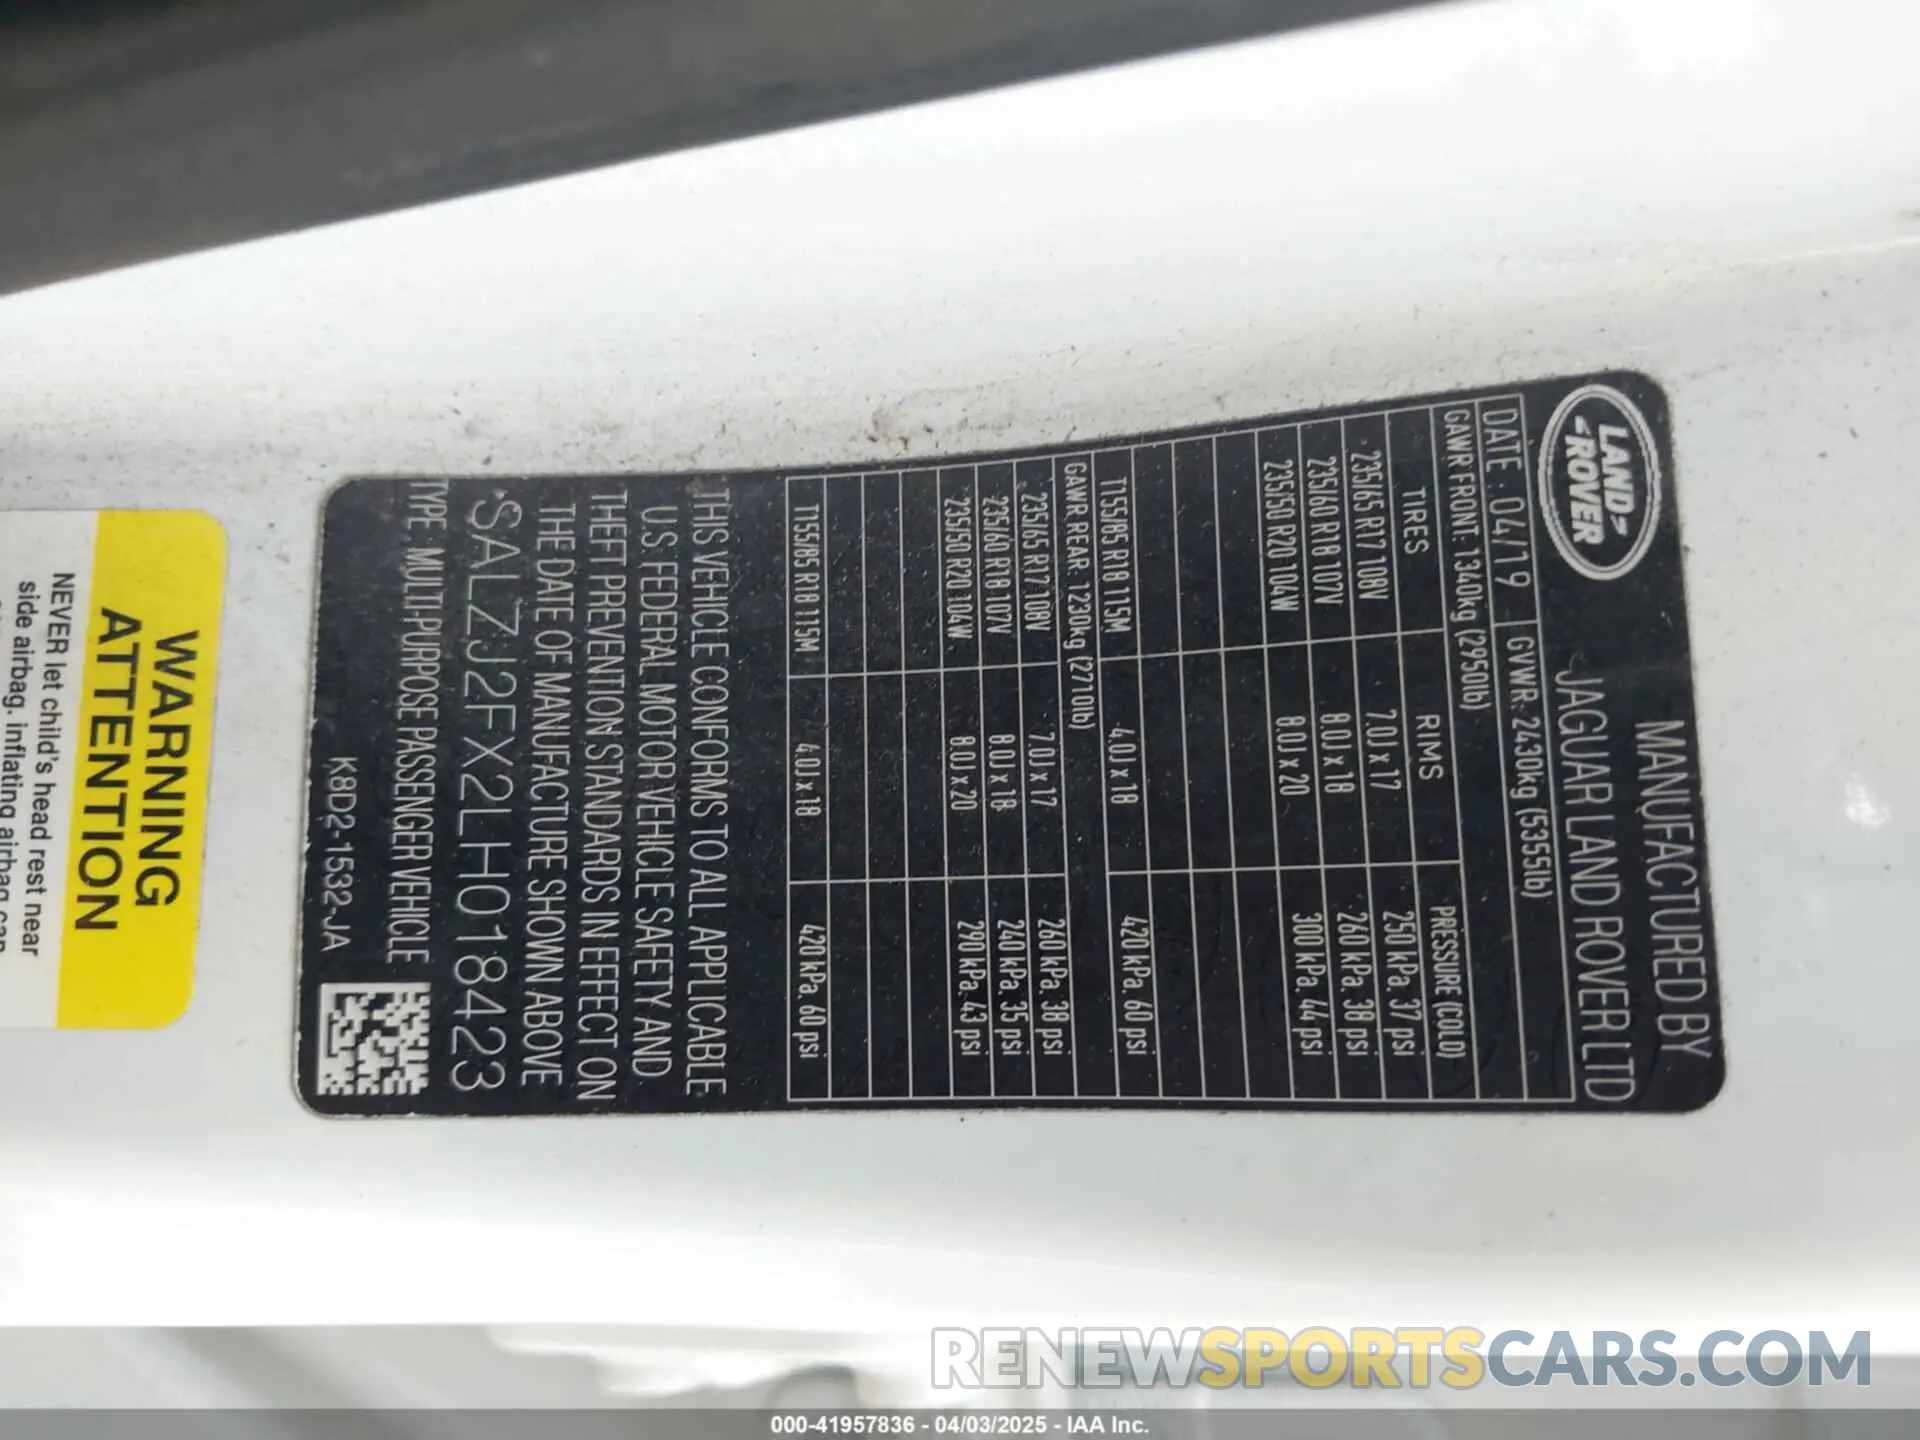 LAND
ROVER
MANUFACTURED BY
JAGUAR LAND ROVER LTD
DATE : 04/19 GVWR: 2430kg (5355lb)
GAWR FRONT: 1340kg (2950lb)
TIRES RIMS PRESSURE (COLD)
235/65 R17 108V 7.0J x 17 250 kPa. 37 psi
235/60 R18 107V 8.0J x 18 260 kPa. 38 psi
235/50 R20 104W 8.0J x 20 300 kPa. 44 psi
T155/85 R18 115M 4.0J x 18 420 kPa. 60 psi
GAWR REAR: 1230kg (2710lb)
235/65 R17 108V 7.0J x 17 260 kPa. 38 psi
235/60 R18 107V 8.0J x 18 240 kPa. 35 psi
235/50 R20 104W 8.0J x 20 290 kPa. 43 psi
T155/85 R18 115M 4.0J x 18 420 kPa. 60 psi
THIS VEHICLE CONFORMS TO ALL APPLICABLE
U.S. FEDERAL MOTOR VEHICLE SAFETY AND
THEFT PREVENTION STANDARDS IN EFFECT ON
THE DATE OF MANUFACTURE SHOWN ABOVE
SALZJ2FX2LH018423
TYPE : MULTI-PURPOSE PASSENGER VEHICLE
K8D2-1532-JA
WARNING
ATTENTION
NEVER let child's head rest near
side airbag. inflating airbag can
RENEWSPORTSCARS.COM
000-41957836 - 04/03/2025 - IAA Inc.